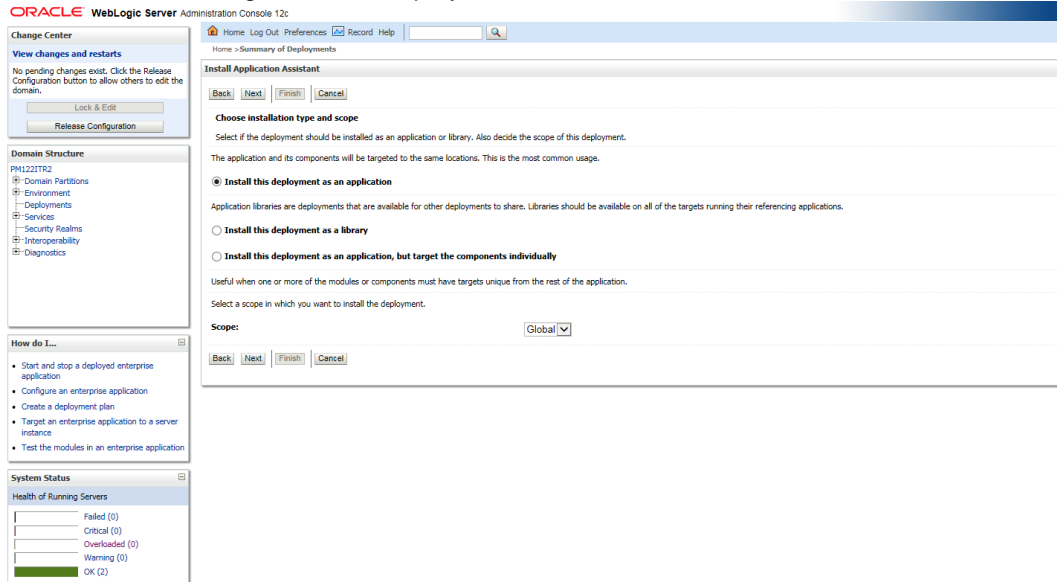 ORACLE WebLogic Server Administration Console 12c
Change Center
View changes and restarts
No pending changes exist. Click the Release
Configuration button to allow others to edit the
domain.
Lock & Edit
Release Configuration
Domain Structure
PM122ITR2
Domain Partitions
Environment
Deployments
Services
Security Realms
Interoperability
Diagnostics
How do I...
Start and stop a deployed enterprise
application
Configure an enterprise application
Create a deployment plan
Target an enterprise application to a server
instance
Test the modules in an enterprise application
System Status
Health of Running Servers
Failed (0)
Critical (0)
Overloaded (0)
Warning (0)
OK (2)
Home Log Out Preferences Record Help
Home >Summary of Deployments
Install Application Assistant
Back Next Finish Cancel
Choose installation type and scope
Select if the deployment should be installed as an application or library. Also decide the scope of this deployment.
The application and its components will be targeted to the same locations. This is the most common usage.
Install this deployment as an application
Application libraries are deployments that are available for other deployments to share. Libraries should be available on all of the targets running their referencing applications.
Install this deployment as a library
Install this deployment as an application, but target the components individually
Useful when one or more of the modules or components must have targets unique from the rest of the application.
Select a scope in which you want to install the deployment.
Scope: Global
Back Next Finish Cancel